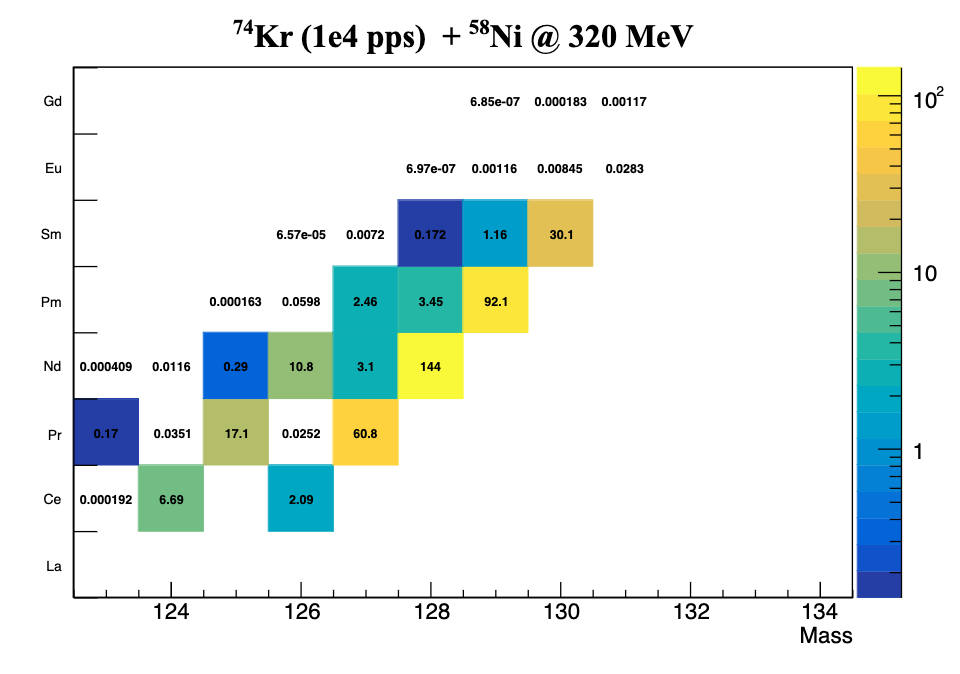 74Kr (1e4 pps) + 58Ni @ 320 MeV
Gd 6.85e-07 0.000183 0.00117
Eu 6.97e-07 0.00116 0.00845 0.0283
Sm 6.57e-05 0.0072 0.172 1.16 30.1
Pm 0.000163 0.0598 2.46 3.45 92.1
Nd 0.000409 0.0116 0.29 10.8 3.1 144
Pr 0.17 0.0351 17.1 0.0252 60.8
Ce 0.000192 6.69 2.09
La
124 126 128 130 132 134
Mass
10²
10
1